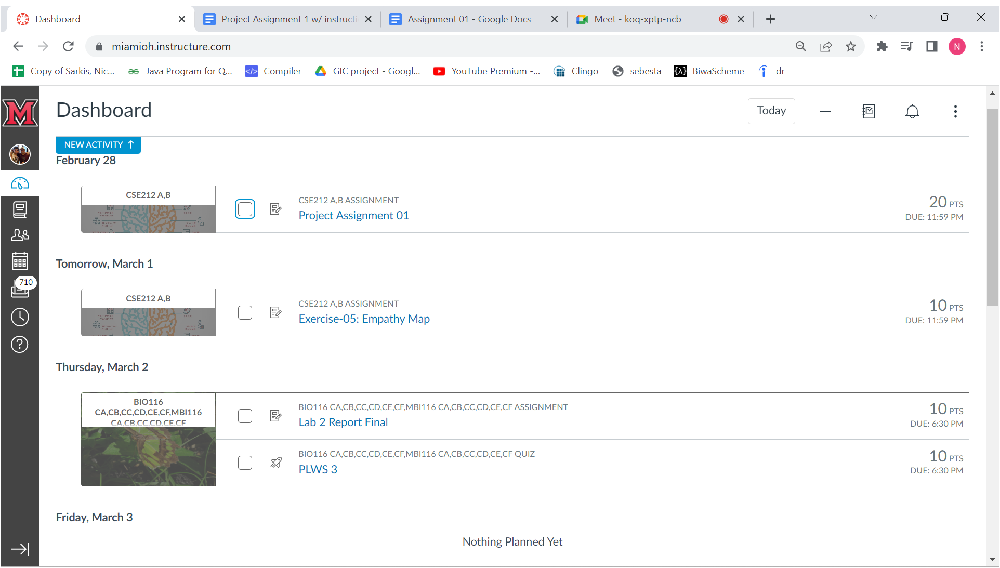 Dashboard
Project Assignment 1 w/ instructi
Assignment 01 - Google Docs
Meet - koq-xptp-ncb
miamioh.instructure.com
N
Copy of Sarkis, Nic...
Java Program for Q...
Compiler
GIC project - Googl...
YouTube Premium -...
Clingo
sebesta
BiwaScheme
dr
M
Dashboard
Today
NEW ACTIVITY
February 28
CSE212 A,B
CSE212 A,B ASSIGNMENT
Project Assignment 01
20 PTS
DUE: 11:59 PM
Tomorrow, March 1
CSE212 A,B
CSE212 A,B ASSIGNMENT
Exercise-05: Empathy Map
10 PTS
DUE: 11:59 PM
710
Thursday, March 2
BIO116
CA,CB,CC,CD,CE,CF,MBI116
CA,CB,CC,CD,CE,CF
BIO116 CA,CB,CC,CD,CE,CF,MBI116 CA,CB,CC,CD,CE,CF ASSIGNMENT
Lab 2 Report Final
10 PTS
DUE: 6:30 PM
BIO116 CA,CB,CC,CD,CE,CF,MBI116 CA,CB,CC,CD,CE,CF QUIZ
PLWS 3
10 PTS
DUE: 6:30 PM
Friday, March 3
Nothing Planned Yet